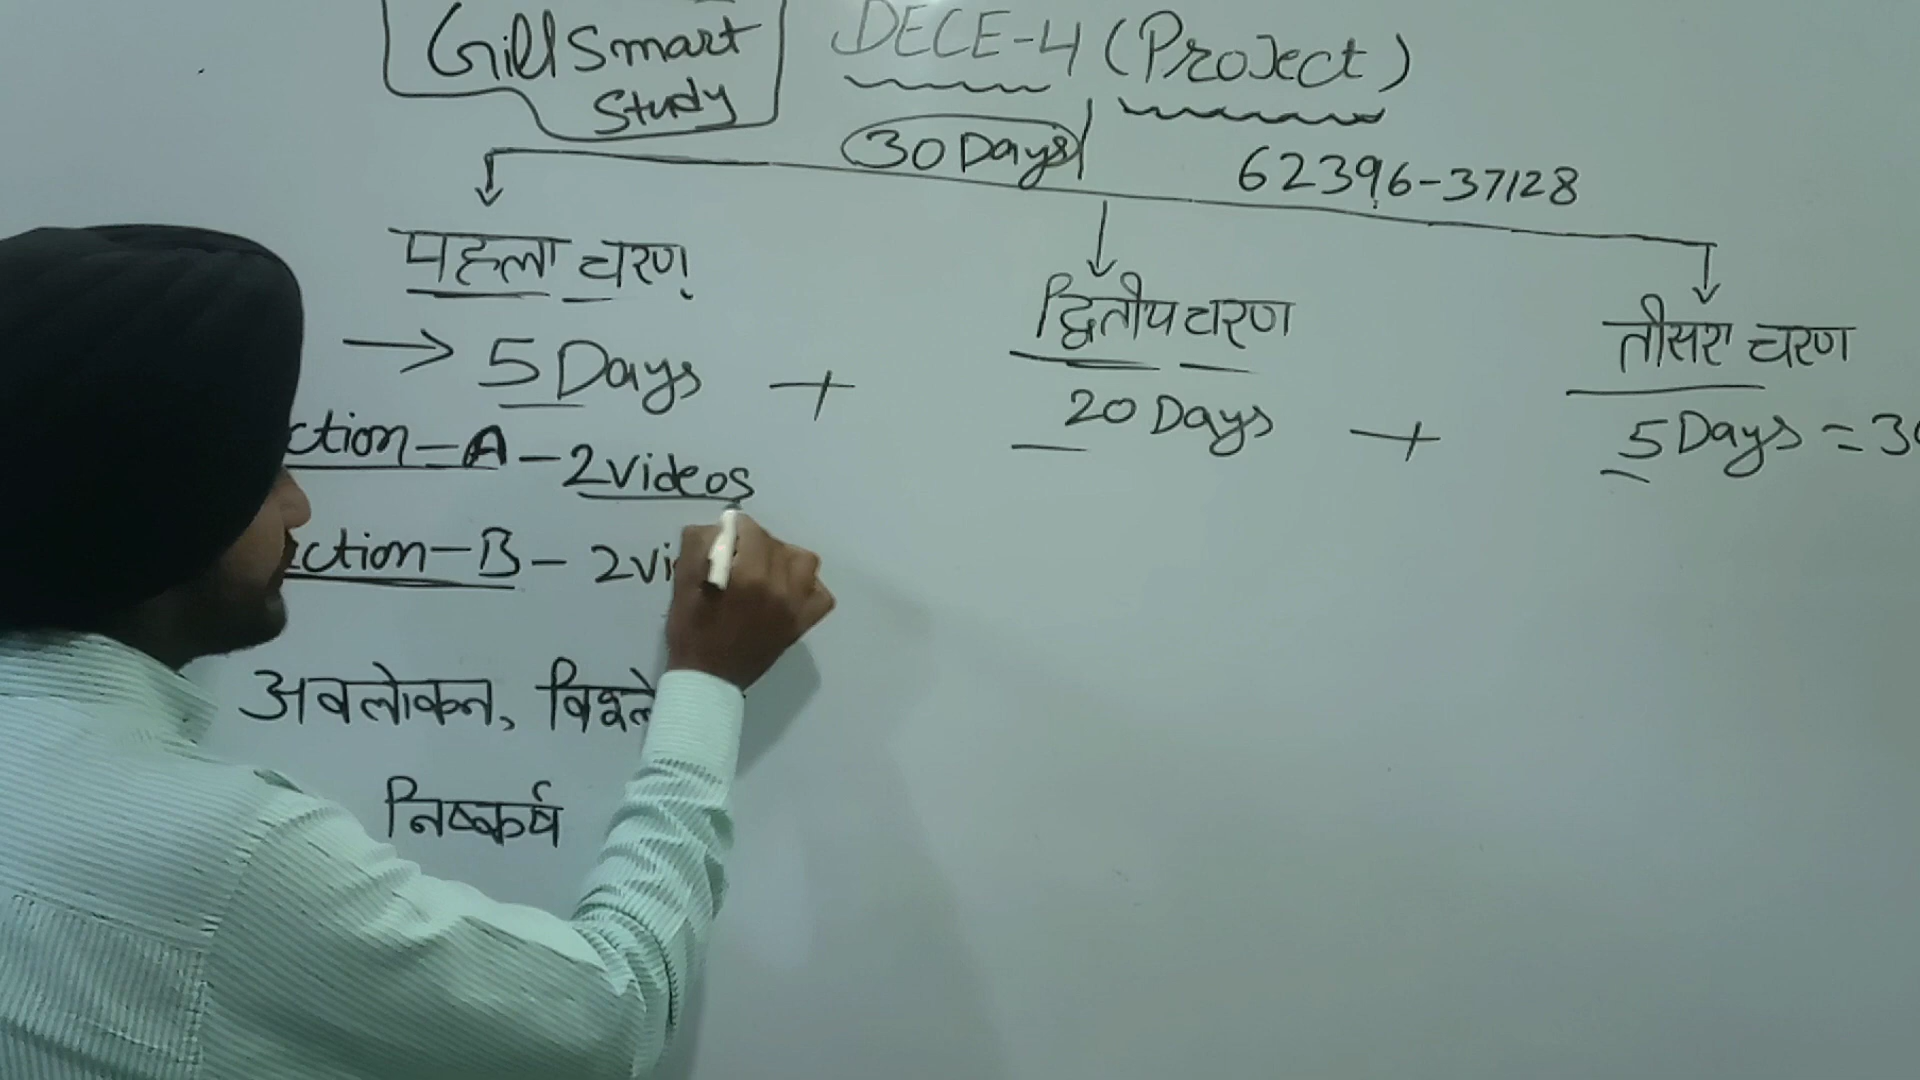 Gill Smart
Study
DECE-4 (Project)
30 Days
62396-37128
पहला चरण
→ 5 Days +
द्वितीय चरण
20 Days +
तीसरा चरण
5 Days = 30
ction-A - 2 videos
ction-B - 2 vi
अवलोकन, विश्ले
निष्कर्ष